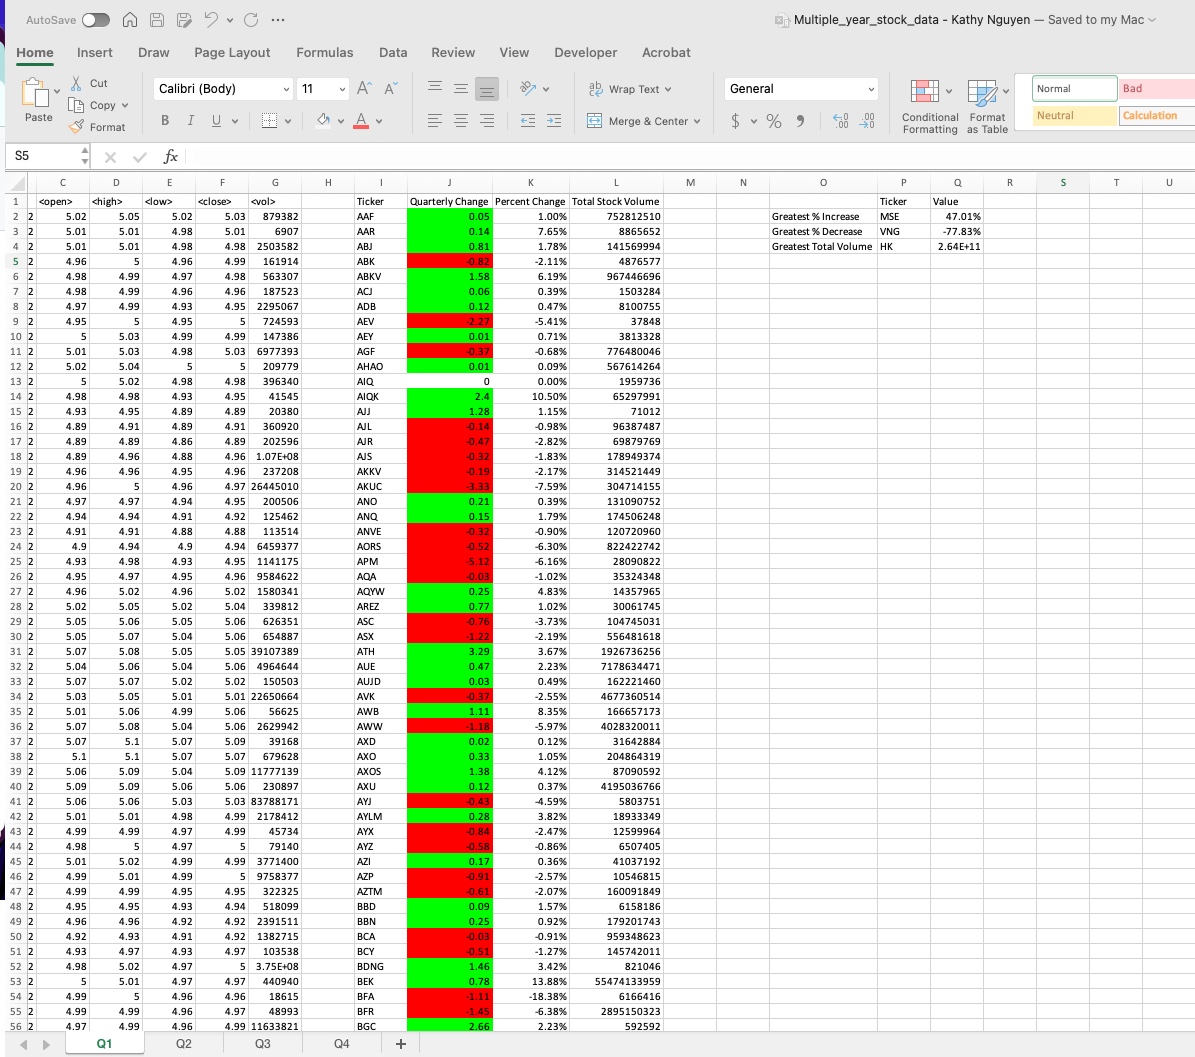 AutoSave
Multiple_year_stock_data - Kathy Nguyen — Saved to my Mac
Home Insert Draw Page Layout Formulas Data Review View Developer Acrobat
Paste Cut Copy Format
Calibri (Body) 11
B I U A
Wrap Text
Merge & Center
General
$ % 9
Conditional Formatting
Format as Table
Normal Bad
Neutral Calculation
S5 fx
C D E F G H I J K L M N O P Q R S T U
1 <open> <high> <low> <close> <vol> Ticker Quarterly Change Percent Change Total Stock Volume Ticker Value
2 2 5.02 5.05 5.02 5.03 879382 AAF 0.05 1.00% 752812510 Greatest % Increase MSE 47.01%
3 2 5.01 5.01 4.98 5.01 6907 AAR 0.14 7.65% 8865652 Greatest % Decrease VNG -77.83%
4 2 5.01 5.01 4.98 4.98 2503582 ABJ 0.81 1.78% 141569994 Greatest Total Volume HK 2.64E+11
5 2 4.96 5 4.96 4.99 161914 ABK -0.82 -2.11% 4876577
6 2 4.98 4.99 4.97 4.98 563307 ABKV 1.58 6.19% 967446696
7 2 4.98 4.99 4.96 4.96 187523 ACJ 0.06 0.39% 1503284
8 2 4.97 4.99 4.93 4.95 2295067 ADB 0.12 0.47% 8100755
9 2 4.95 5 4.95 5 724593 AEV -2.27 -5.41% 37848
10 2 5 5.03 4.99 4.99 147386 AEY 0.01 0.71% 3813328
11 2 5.01 5.03 4.98 5.03 6977393 AGF -0.37 -0.68% 776480046
12 2 5.02 5.04 5 5 209779 AHAO 0.01 0.09% 567614264
13 2 5 5.02 4.98 4.98 396340 AIQ 0 0.00% 1959736
14 2 4.98 4.98 4.93 4.95 41545 AIQK 2.4 10.50% 65297991
15 2 4.93 4.95 4.89 4.89 20380 AJJ 1.28 1.15% 71012
16 2 4.89 4.91 4.89 4.91 360920 AJL -0.14 -0.98% 96387487
17 2 4.89 4.89 4.86 4.89 202596 AJR -0.47 -2.82% 69879769
18 2 4.89 4.96 4.88 4.96 1.07E+08 AJS -0.32 -1.83% 178949374
19 2 4.96 4.96 4.95 4.96 237208 AKKV -0.19 -2.17% 314521449
20 2 4.96 5 4.96 4.97 26445010 AKUC -3.33 -7.59% 304714155
21 2 4.97 4.97 4.94 4.95 200506 ANO 0.21 0.39% 131090752
22 2 4.94 4.94 4.91 4.92 125462 ANQ 0.15 1.79% 174506248
23 2 4.91 4.91 4.88 4.88 113514 ANVE -0.32 -0.90% 120720960
24 2 4.9 4.94 4.9 4.94 6459377 AORS -0.52 -6.30% 822422742
25 2 4.93 4.98 4.93 4.95 1141175 APM -5.12 -6.16% 28090822
26 2 4.95 4.97 4.95 4.96 9584622 AQA -0.03 -1.02% 35324348
27 2 4.96 5.02 4.96 5.02 1580341 AQYW 0.25 4.83% 14357965
28 2 5.02 5.05 5.02 5.04 339812 AREZ 0.77 1.02% 30061745
29 2 5.05 5.06 5.05 5.06 626351 ASC -0.76 -3.73% 104745031
30 2 5.05 5.07 5.04 5.06 654887 ASX -1.22 -2.19% 556481618
31 2 5.07 5.08 5.05 5.05 39107389 ATH 3.29 3.67% 1926736256
32 2 5.04 5.06 5.04 5.06 4964644 AUE 0.47 2.23% 7178634471
33 2 5.07 5.07 5.02 5.02 150503 AUJD 0.03 0.49% 162221460
34 2 5.03 5.05 5.01 5.01 22650664 AVK -0.37 -2.55% 4677360514
35 2 5.01 5.06 4.99 5.06 56625 AWB 1.11 8.35% 166657173
36 2 5.07 5.08 5.04 5.06 2629942 AWW -1.18 -5.97% 4028320011
37 2 5.07 5.1 5.07 5.09 39168 AXD 0.02 0.12% 31642884
38 2 5.1 5.1 5.07 5.07 679628 AXO 0.33 1.05% 204864319
39 2 5.06 5.09 5.04 5.09 11777139 AXOS 1.38 4.12% 87090592
40 2 5.09 5.09 5.06 5.06 230897 AXU 0.12 0.37% 4195036766
41 2 5.06 5.06 5.03 5.03 83788171 AYJ -0.43 -4.59% 5803751
42 2 5.01 5.01 4.98 4.99 2178412 AYLM 0.28 3.82% 18933349
43 2 4.99 4.99 4.97 4.99 45734 AYX -0.84 -2.47% 12599964
44 2 4.98 5 4.97 5 79140 AYZ -0.58 -0.86% 6507405
45 2 5.01 5.02 4.99 4.99 3771400 AZI 0.17 0.36% 41037192
46 2 4.99 5.01 4.99 5 9758377 AZP -0.91 -2.57% 10546815
47 2 4.99 4.99 4.95 4.95 322325 AZTM -0.61 -2.07% 160091849
48 2 4.95 4.95 4.93 4.94 518099 BBD 0.09 1.57% 6158186
49 2 4.96 4.96 4.92 4.92 2391511 BBN 0.25 0.92% 179201743
50 2 4.92 4.93 4.91 4.92 1382715 BCA -0.03 -0.91% 959348623
51 2 4.93 4.97 4.93 4.97 103538 BCY -0.51 -1.27% 145742011
52 2 4.98 5.02 4.97 5 3.75E+08 BDNG 1.46 3.42% 821046
53 2 5 5.01 4.97 4.97 440940 BEK 0.78 13.88% 55474133959
54 2 4.99 5 4.96 4.96 18615 BFA -1.11 -18.38% 6166416
55 2 4.99 4.99 4.96 4.97 48993 BFR -1.45 -6.38% 2895150323
56 2 4.97 4.99 4.96 4.99 11633821 BGC 2.66 2.23% 592592
Q1 Q2 Q3 Q4 +